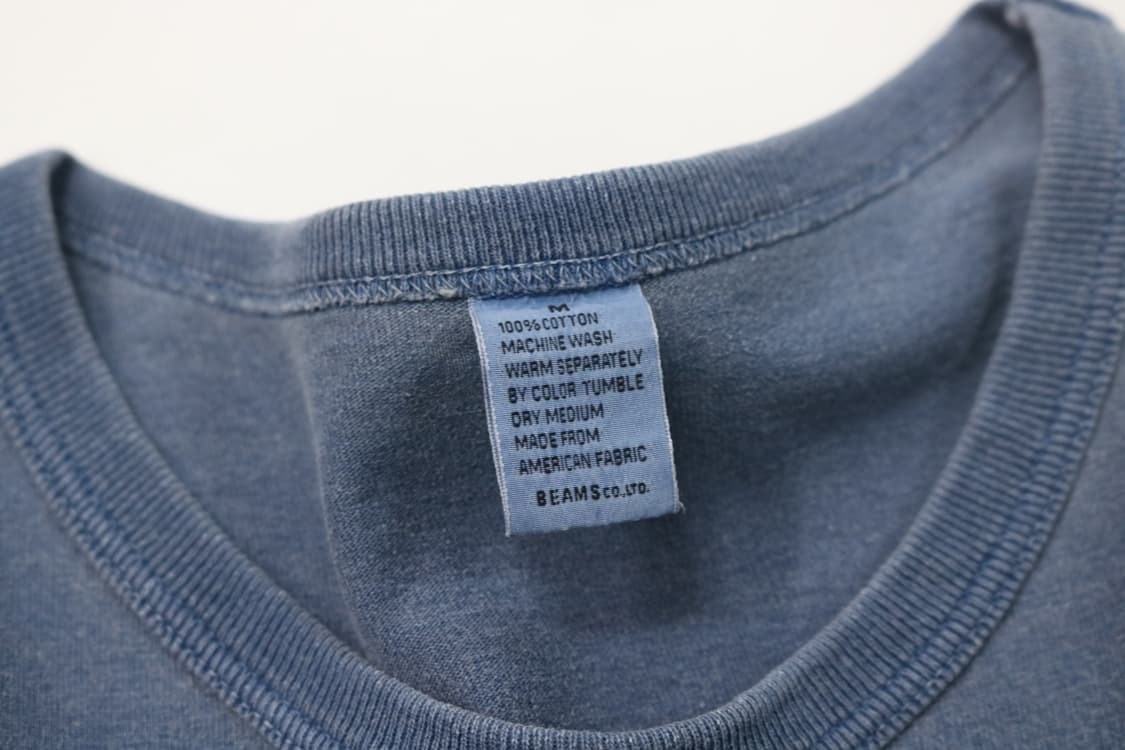 M
100% COTTON
MACHINE WASH
WARM SEPARATELY
BY COLOR TUMBLE
DRY MEDIUM
MADE FROM
AMERICAN FABRIC
BEAMS CO.,LTD.